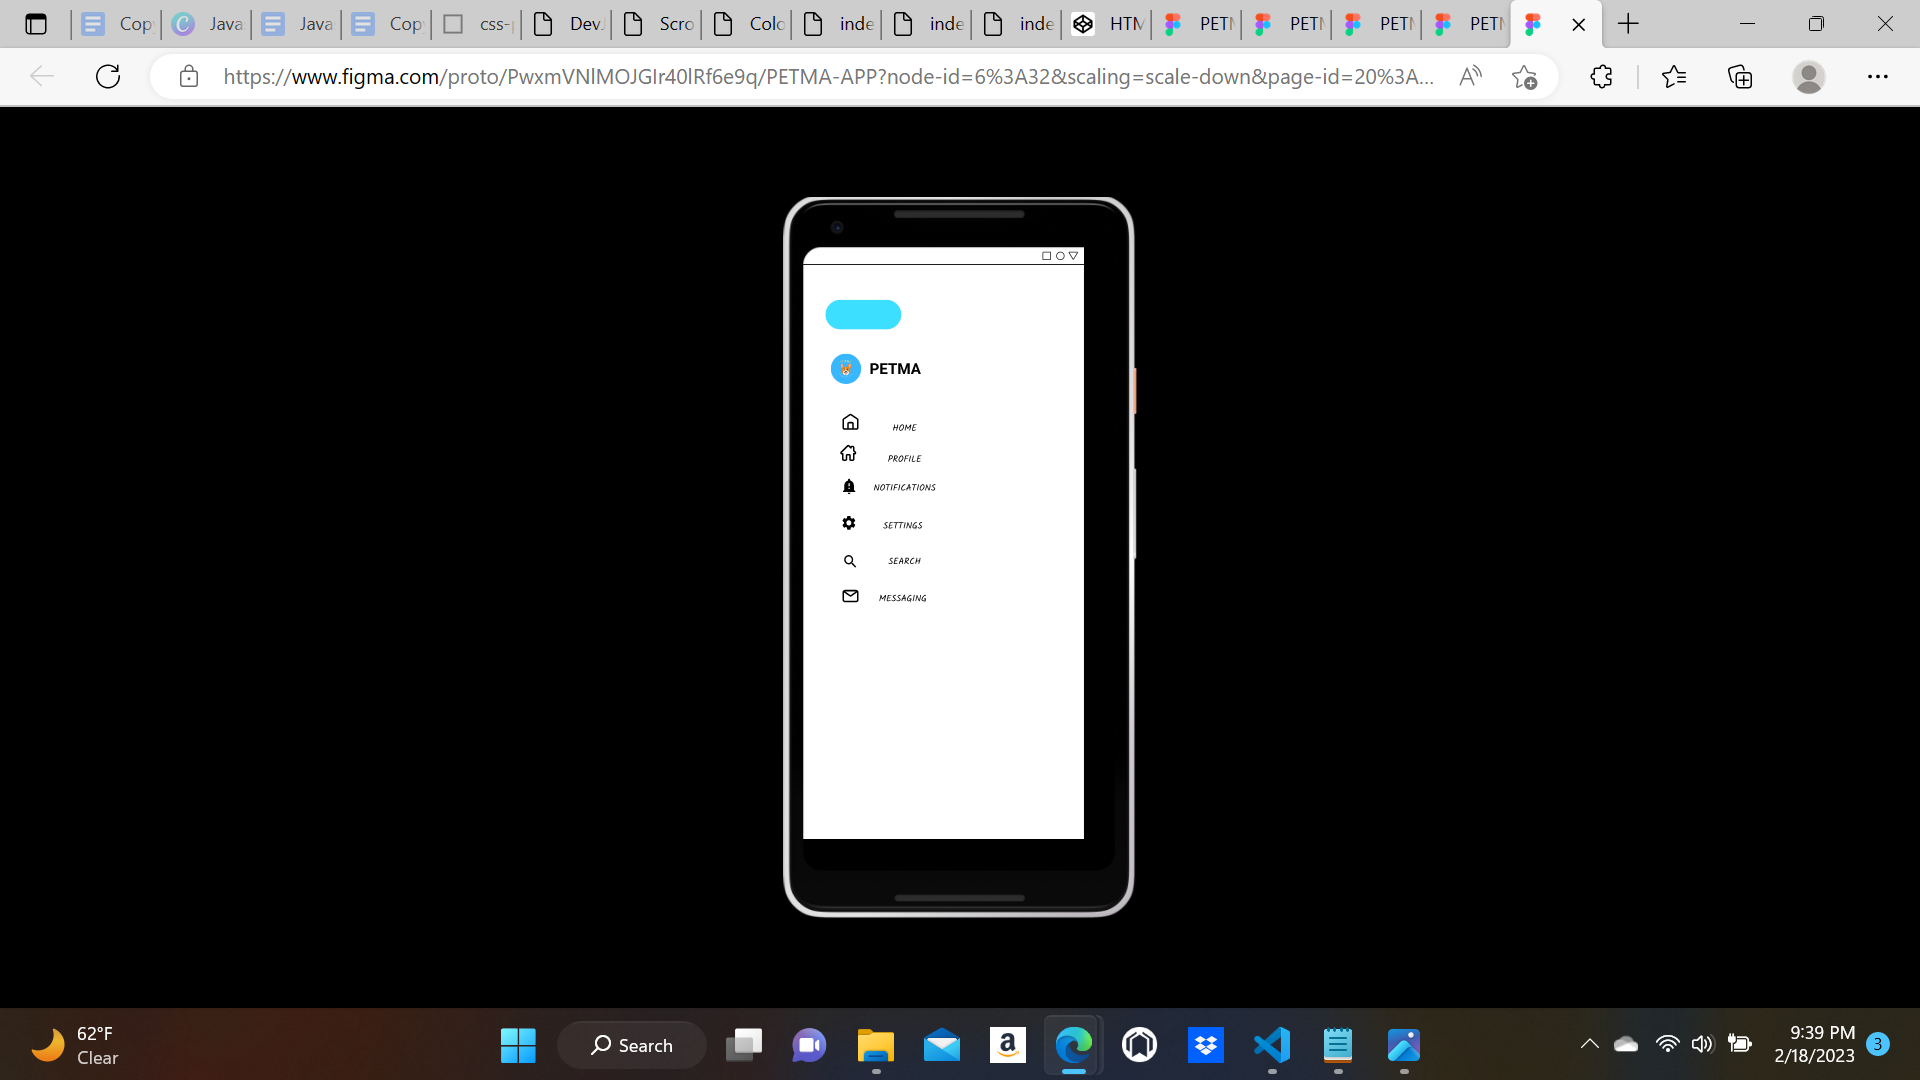 Cop
Java
Java
Cop
css-p
DevJ
Scro
Colo
inde
inde
inde
HTM
PETM
PETM
PETM
PETM
https://www.figma.com/proto/PwxmVNlMOJGIr40lRf6e9q/PETMA-APP?node-id=6%3A32&scaling=scale-down&page-id=20%3A...
PETMA
HOME
PROFILE
NOTIFICATIONS
SETTINGS
SEARCH
MESSAGING
62°F
Clear
Search
9:39 PM
2/18/2023
3